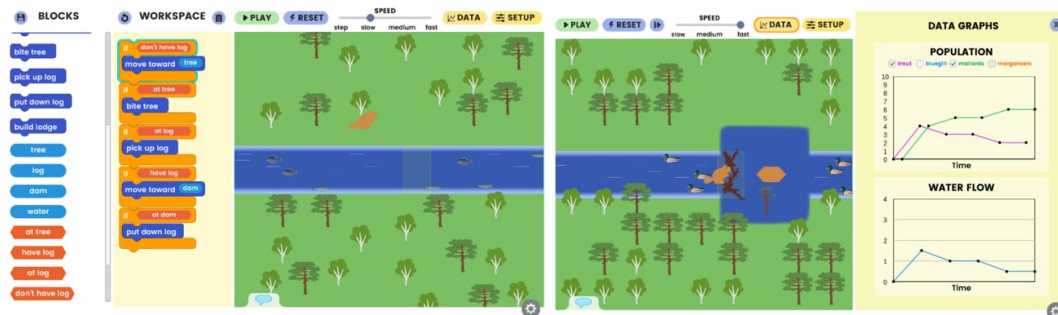 BLOCKS
bite tree
pick up log
put down log
build lodge
tree
log
dam
water
at tree
have log
at log
don't have log
WORKSPACE
if don't have log
move toward tree
if at tree
bite tree
if at log
pick up log
if have log
move toward dam
if at dam
put down log
PLAY
RESET
SPEED
step slow medium fast
DATA
SETUP
PLAY
RESET
SPEED
slow medium fast
DATA
SETUP
DATA GRAPHS
X
POPULATION
trout bluegill mallards mergansers
10
9
8
7
6
5
4
3
2
1
0
Time
WATER FLOW
4
3
2
1
0
Time